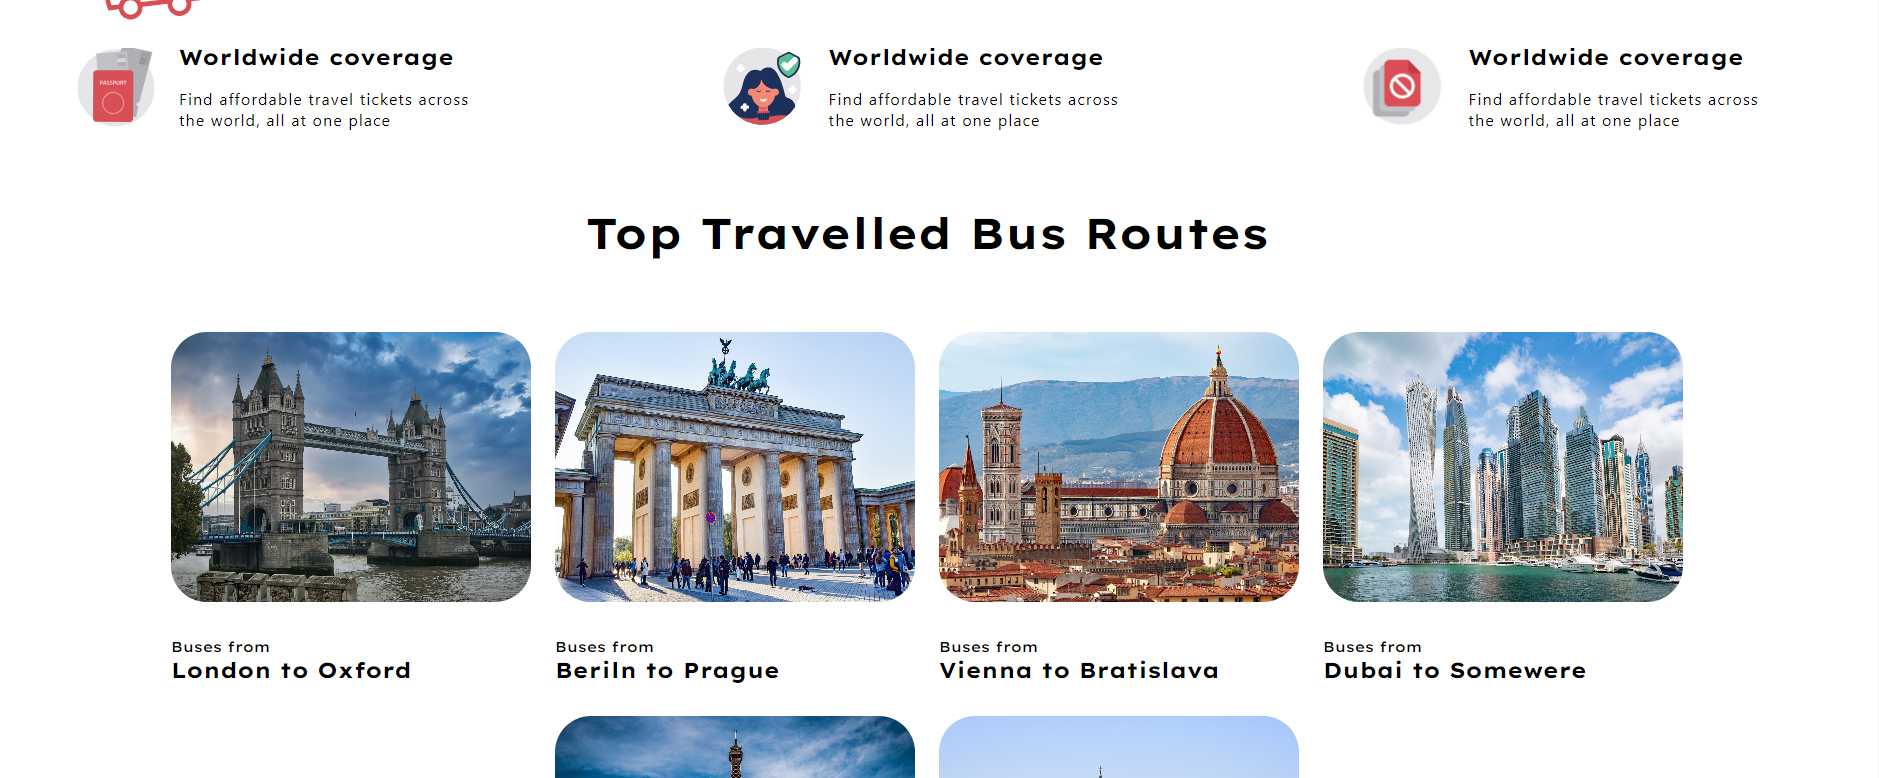 Worldwide coverage
Find affordable travel tickets across
the world, all at one place
PASSPORT
Worldwide coverage
Find affordable travel tickets across
the world, all at one place
Worldwide coverage
Find affordable travel tickets across
the world, all at one place
Top Travelled Bus Routes
Buses from
London to Oxford
Buses from
Beriln to Prague
Buses from
Vienna to Bratislava
Buses from
Dubai to Somewere